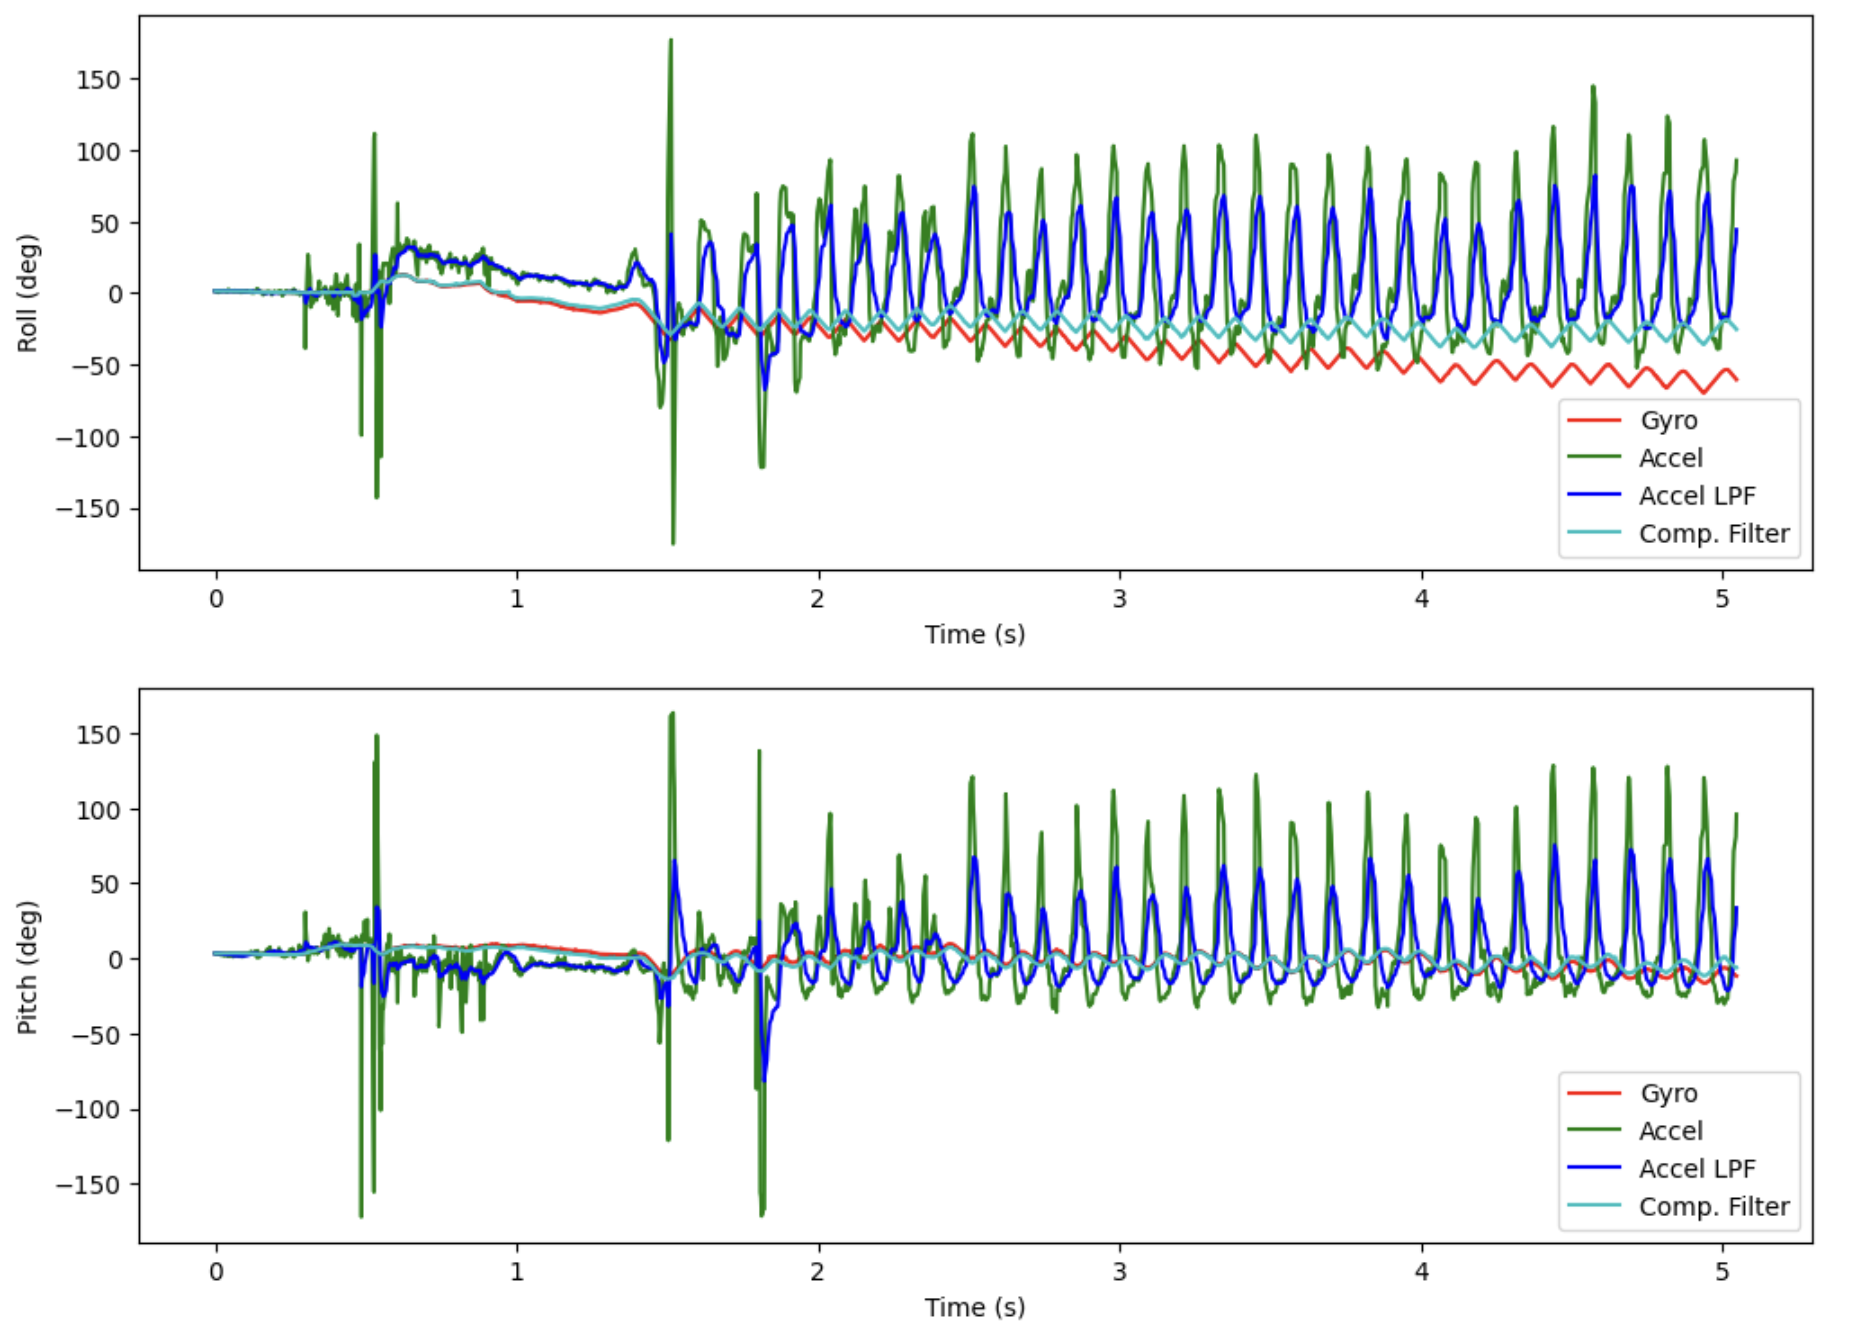 150
100
50
0
−50
−100
−150
Roll (deg)
Gyro
Accel
Accel LPF
Comp. Filter
0 1 2 3 4 5
Time (s)
150
100
50
0
−50
−100
−150
Pitch (deg)
Gyro
Accel
Accel LPF
Comp. Filter
0 1 2 3 4 5
Time (s)